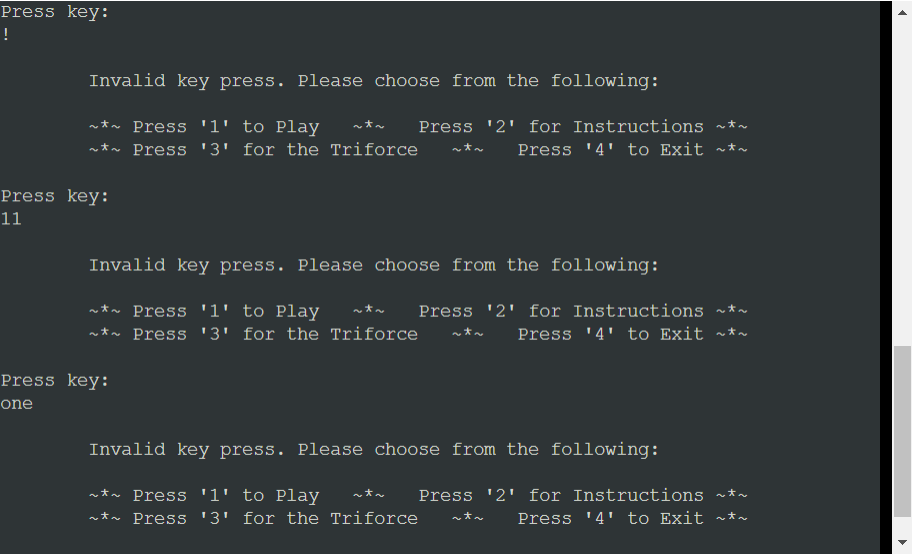 Press key:
!
Invalid key press. Please choose from the following:
~*~ Press '1' to Play   ~*~   Press '2' for Instructions ~*~
~*~ Press '3' for the Triforce   ~*~   Press '4' to Exit ~*~
Press key:
11
Invalid key press. Please choose from the following:
~*~ Press '1' to Play   ~*~   Press '2' for Instructions ~*~
~*~ Press '3' for the Triforce   ~*~   Press '4' to Exit ~*~
Press key:
one
Invalid key press. Please choose from the following:
~*~ Press '1' to Play   ~*~   Press '2' for Instructions ~*~
~*~ Press '3' for the Triforce   ~*~   Press '4' to Exit ~*~